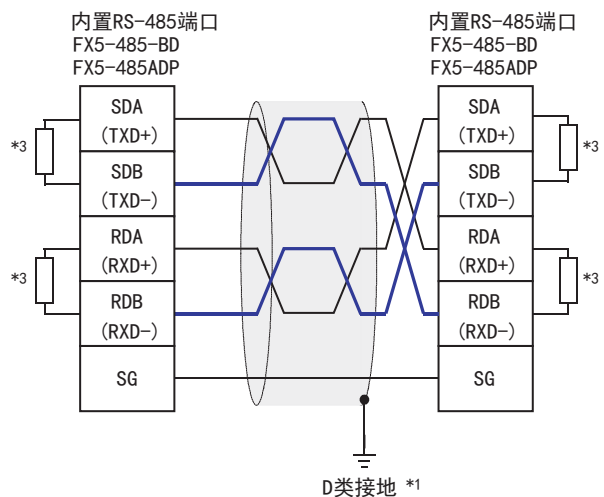 内置RS-485端口
FX5-485-BD
FX5-485ADP
内置RS-485端口
FX5-485-BD
FX5-485ADP
SDA
(TXD+)
SDB
(TXD-)
RDA
(RXD+)
RDB
(RXD-)
SG
*3
*3
SDA
(TXD+)
SDB
(TXD-)
RDA
(RXD+)
RDB
(RXD-)
SG
*3
*3
D类接地 *1